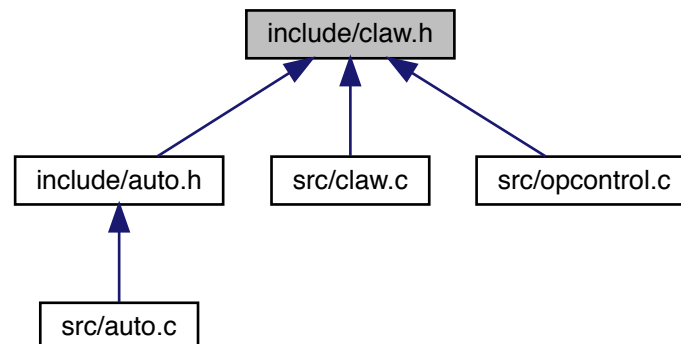 include/claw.h
include/auto.h
src/claw.c
src/opcontrol.c
src/auto.c